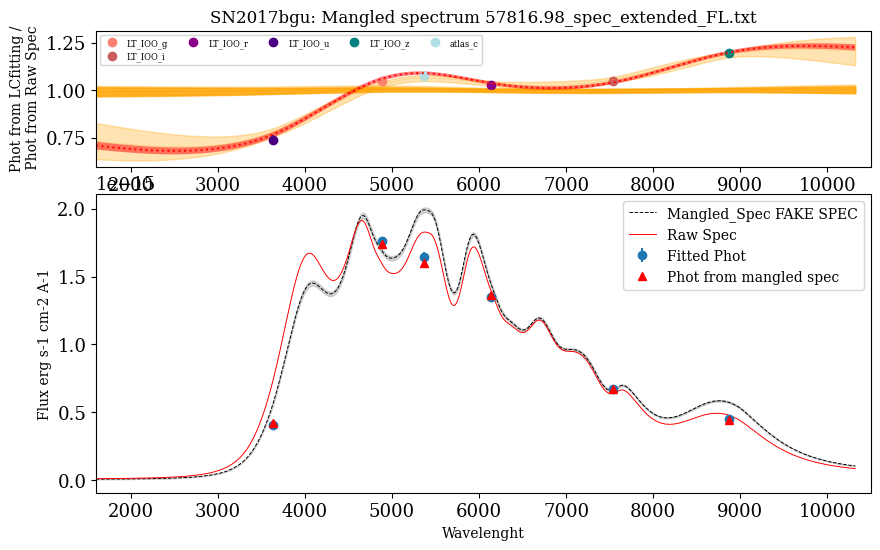 SN2017bgu: Mangled spectrum 57816.98_spec_extended_FL.txt
Phot from LCfitting /
Phot from Raw Spec
1.25
1.00
0.75
LT_IOO_g
LT_IOO_i
LT_IOO_r
LT_IOO_u
LT_IOO_z
atlas_c
2000 3000 4000 5000 6000 7000 8000 9000 10000
1e−15
Flux erg s-1 cm-2 A-1
2.0
1.5
1.0
0.5
0.0
Mangled_Spec FAKE SPEC
Raw Spec
Fitted Phot
Phot from mangled spec
2000 3000 4000 5000 6000 7000 8000 9000 10000
Wavelenght